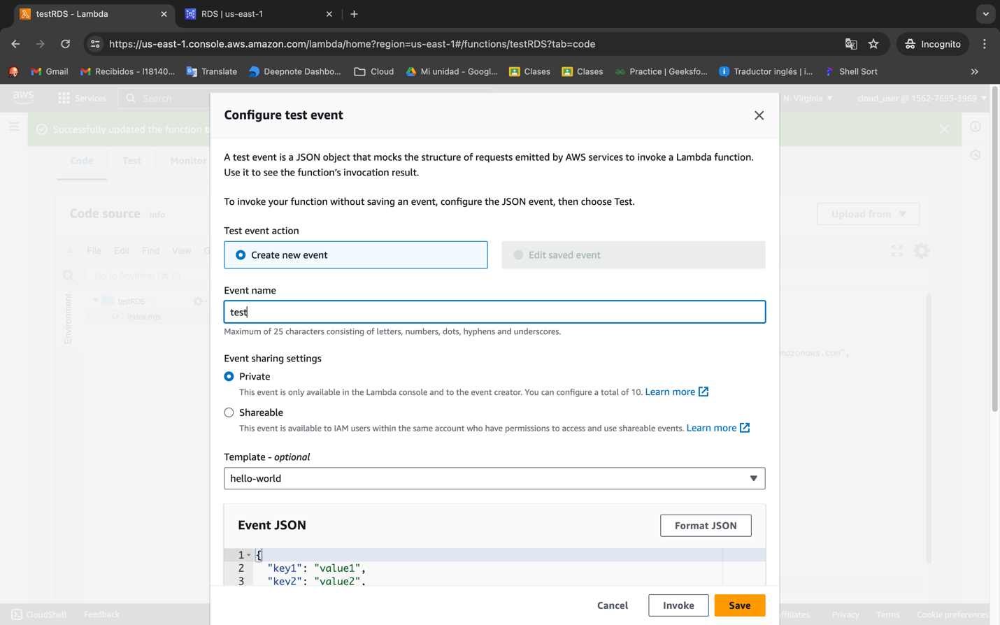 testRDS - Lambda
RDS | us-east-1
https://us-east-1.console.aws.amazon.com/lambda/home?region=us-east-1#/functions/testRDS?tab=code
Incognito
Gmail
Recibidos - l18140...
Translate
Deepnote Dashbo...
Cloud
Mi unidad - Googl...
Clases
Clases
Practice | Geeksfo...
Traductor inglés | i...
Shell Sort
aws
Services
Search
N. Virginia
cloud_user @ 1562-7695-3969
Successfully updated the function t
Code
Test
Monitor
Code source
Info
Upload from
File
Edit
Find
View
G
Go to Anything (⌘ P)
Environment
testRDS
index.mjs
mazonaws.com",
Configure test event
A test event is a JSON object that mocks the structure of requests emitted by AWS services to invoke a Lambda function.
Use it to see the function’s invocation result.
To invoke your function without saving an event, configure the JSON event, then choose Test.
Test event action
Create new event
Edit saved event
Event name
test
Maximum of 25 characters consisting of letters, numbers, dots, hyphens and underscores.
Event sharing settings
Private
This event is only available in the Lambda console and to the event creator. You can configure a total of 10. Learn more
Shareable
This event is available to IAM users within the same account who have permissions to access and use shareable events. Learn more
Template - optional
hello-world
Event JSON
Format JSON
1 {
2 "key1": "value1",
3 "key2": "value2",
Cancel
Invoke
Save
CloudShell
Feedback
ffiliates.
Privacy
Terms
Cookie preferences